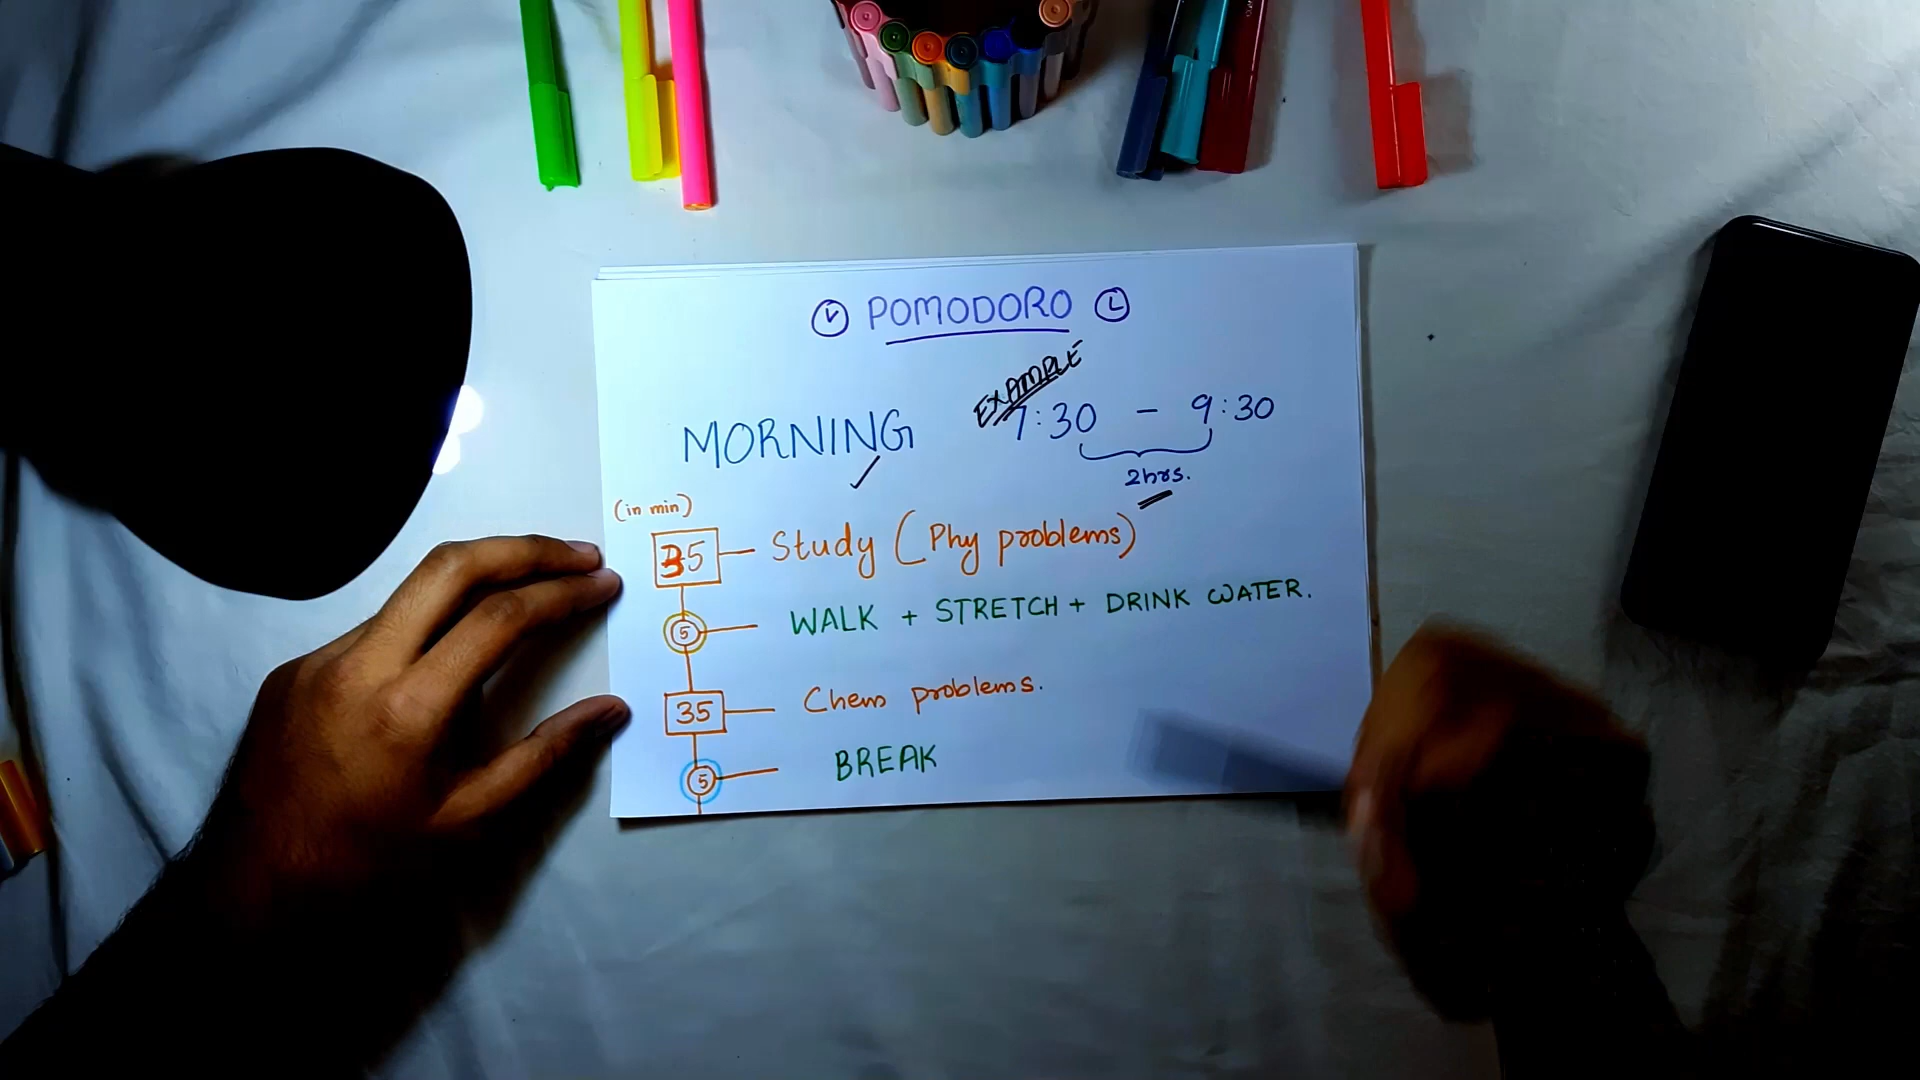 POMODORO
EXAMPLE
MORNING 7:30 - 9:30
2hrs.
(in min)
35 — Study (Phy problems)
5 — WALK + STRETCH + DRINK WATER.
35 — Chem problems.
5 — BREAK